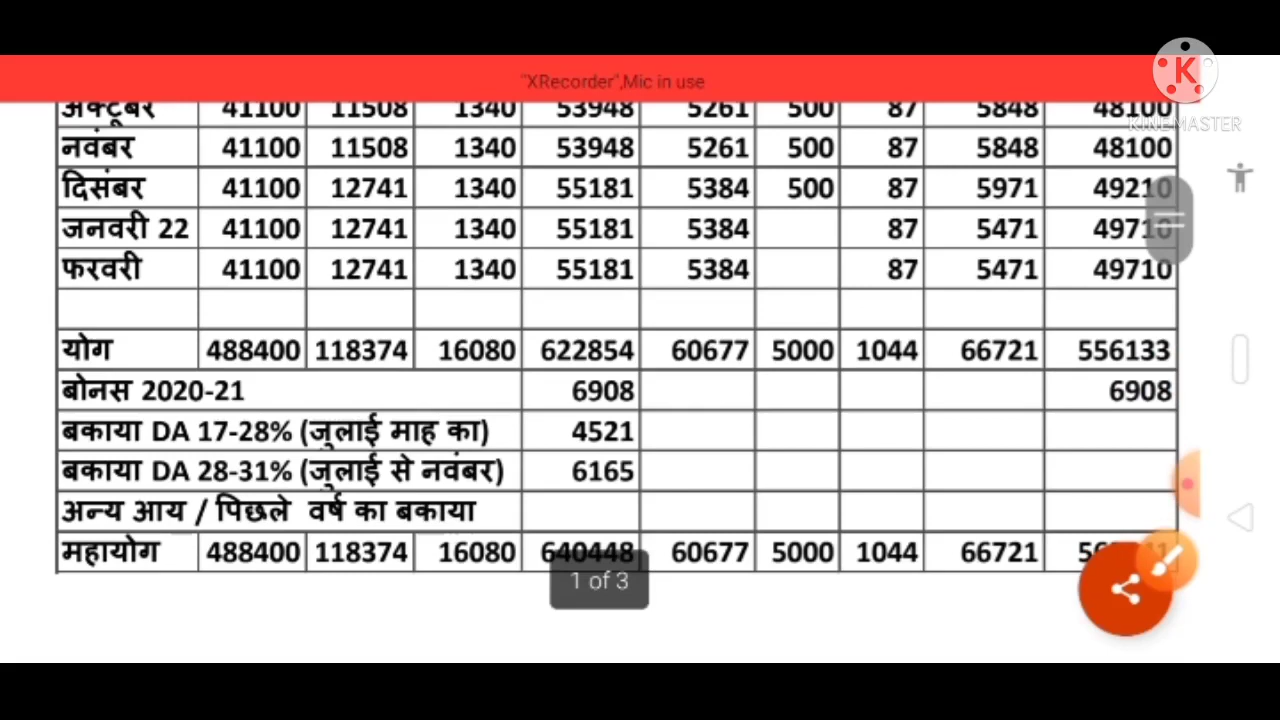 "XRecorder",Mic in use
KINEMASTER
अक्टूबर 41100 11508 1340 53948 5261 500 87 5848 48100
नवंबर 41100 11508 1340 53948 5261 500 87 5848 48100
दिसंबर 41100 12741 1340 55181 5384 500 87 5971 49210
जनवरी 22 41100 12741 1340 55181 5384 87 5471 49710
फरवरी 41100 12741 1340 55181 5384 87 5471 49710
योग 488400 118374 16080 622854 60677 5000 1044 66721 556133
बोनस 2020-21 6908 6908
बकाया DA 17-28% (जुलाई माह का) 4521
बकाया DA 28-31% (जुलाई से नवंबर) 6165
अन्य आय / पिछले वर्ष का बकाया
महायोग 488400 118374 16080 640448 60677 5000 1044 66721
1 of 3